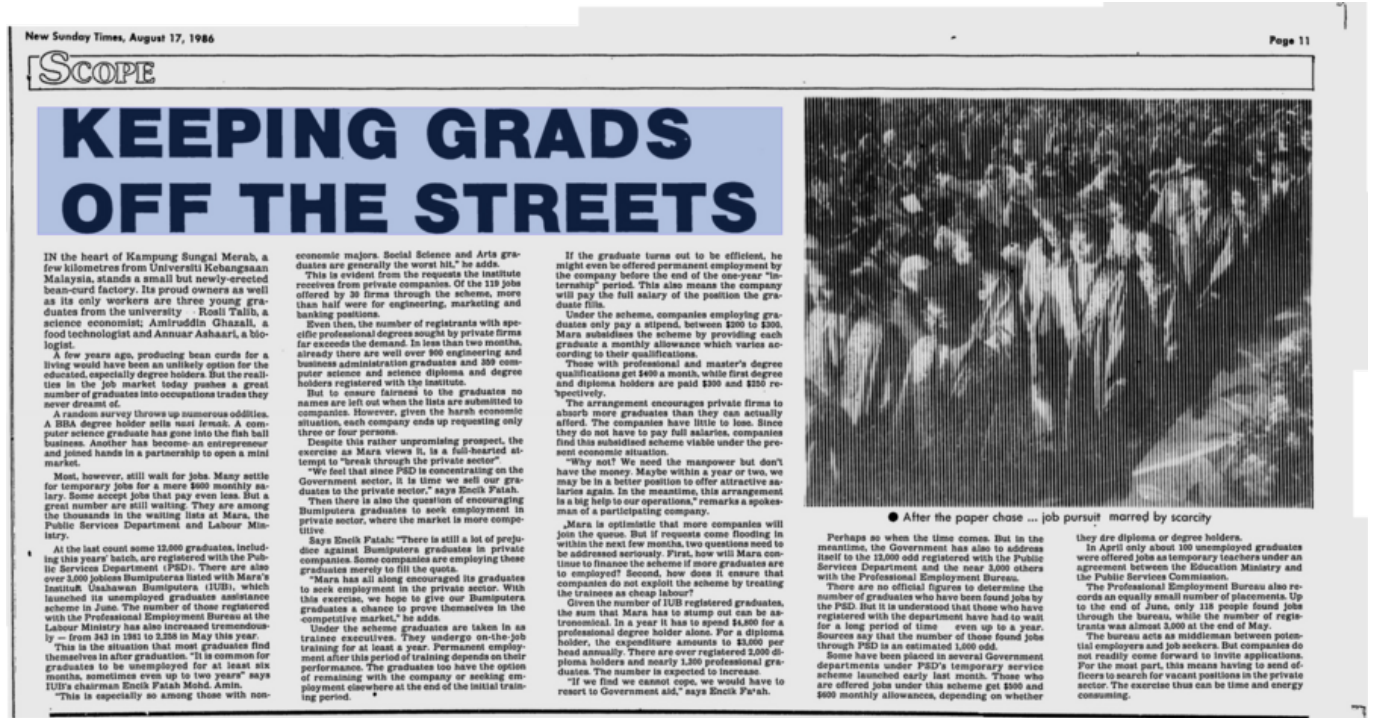 New Sunday Times, August 17, 1986
Page 11
SCOPE
KEEPING GRADS
OFF THE STREETS
IN the heart of Kampung Sungai Merab, a
few kilometres from Universiti Kebangsaan
Malaysia, stands a small but newly-erected
bean-curd factory. Its proud owners as well
as its only workers are three young gra-
duates from the university Rosli Talib, a
science economist; Amiruddin Ghazali, a
food technologist and Annuar Ashaari, a bio-
logist.
A few years ago, producing bean curds for a
living would have been an unlikely option for the
educated, especially degree holders. But the reali-
ties in the job market today pushes a great
number of graduates into occupations trades they
never dreamt of.
A random survey throws up numerous oddities.
A BBA degree holder sells nasi lemak. A com-
puter science graduate has gone into the fish ball
business. Another has become an entrepreneur
and joined hands in a partnership to open a mini
market.
Most, however, still wait for jobs. Many settle
for temporary jobs for a mere $600 monthly sa-
lary. Some accept jobs that pay even less. But a
great number are still waiting. They are among
the thousands in the waiting lists at Mara, the
Public Services Department and Labour Min-
istry.
At the last count some 12,000 graduates, includ-
ing this years' batch, are registered with the Pub-
lic Services Department (PSD). There are also
over 3,000 jobless Bumiputeras listed with Mara's
Institut Usahawan Bumiputera (IUB), which
launched its unemployed graduates assistance
scheme in June. The number of those registered
with the Professional Employment Bureau at the
Labour Ministry has also increased tremendous-
ly — from 343 in 1981 to 2,258 in May this year.
This is the situation that most graduates find
themselves in after graduation. "It is common for
graduates to be unemployed for at least six
months, sometimes even up to two years" says
IUB's chairman Encik Fatah Mohd. Amin.
"This is especially so among those with non-
economic majors. Social Science and Arts gra-
duates are generally the worst hit," he adds.
This is evident from the requests the institute
receives from private companies. Of the 119 jobs
offered by 30 firms through the scheme, more
than half were for engineering, marketing and
banking positions.
Even then, the number of registrants with spe-
cific professional degrees sought by private firms
far exceeds the demand. In less than two months,
already there are well over 900 engineering and
business administration graduates and 359 com-
puter science and science diploma and degree
holders registered with the institute.
But to ensure fairness to the graduates no
names are left out when the lists are submitted to
companies. However, given the harsh economic
situation, each company ends up requesting only
three or four persons.
Despite this rather unpromising prospect, the
exercise as Mara views it, is a full-hearted at-
tempt to "break through the private sector".
"We feel that since PSD is concentrating on the
Government sector, it is time we sell our gra-
duates to the private sector," says Encik Fatah.
Then there is also the question of encouraging
Bumiputera graduates to seek employment in
private sector, where the market is more compe-
titive
Says Encik Fatah: "There is still a lot of preju-
dice against Bumiputera graduates in private
companies. Some companies are employing these
graduates merely to fill the quota.
"Mara has all along encouraged its graduates
to seek employment in the private sector. With
this exercise, we hope to give our Bumiputera
graduates a chance to prove themselves in the
competitive market," he adds.
Under the scheme graduates are taken in as
trainee executives. They undergo on-the-job
training for at least a year. Permanent employ-
ment after this period of training depends on their
performance. The graduates too have the option
of remaining with the company or seeking em-
ployment elsewhere at the end of the initial train-
ing period.
If the graduate turns out to be efficient, he
might even be offered permanent employment by
the company before the end of the one-year "in-
ternship" period. This also means the company
will pay the full salary of the position the gra-
duate fills.
Under the scheme, companies employing gra-
duates only pay a stipend, between $200 to $300.
Mara subsidises the scheme by providing each
graduate a monthly allowance which varies ac-
cording to their qualifications.
Those with professional and master's degree
qualifications get $400 a month, while first degree
and diploma holders are paid $300 and $250 re-
spectively.
The arrangement encourages private firms to
absorb more graduates than they can actually
afford. The companies have little to lose. Since
they do not have to pay full salaries, companies
find this subsidised scheme viable under the pre-
sent economic situation.
"Why not? We need the manpower but don't
have the money. Maybe within a year or two, we
may be in a better position to offer attractive sa-
laries again. In the meantime, this arrangement
is a big help to our operations," remarks a spokes-
man of a participating company.
Mara is optimistic that more companies will
join the queue. But if requests come flooding in
within the next few months, two questions need to
be addressed seriously. First, how will Mara con-
tinue to finance the scheme if more graduates are
to employed? Second, how does it ensure that
companies do not exploit the scheme by treating
the trainees as cheap labour?
Given the number of IUB registered graduates,
the sum that Mara has to stump out can be as-
tronomical. In a year it has to spend $4,800 for a
professional degree holder alone. For a diploma
holder, the expenditure amounts to $3,000 per
head annually. There are over registered 2,000 di-
ploma holders and nearly 1,300 professional gra-
duates. The number is expected to increase.
"If we find we cannot cope, we would have to
resort to Government aid," says Encik Fatah.
● After the paper chase ... job pursuit marred by scarcity
Perhaps so when the time comes. But in the
meantime, the Government has also to address
itself to the 12,000 odd registered with the Public
Services Department and the near 3,000 others
with the Professional Employment Bureau.
There are no official figures to determine the
number of graduates who have been found jobs by
the PSD. But it is understood that those who have
registered with the department have had to wait
for a long period of time even up to a year.
Sources say that the number of those found jobs
through PSD is an estimated 1,000 odd.
Some have been placed in several Government
departments under PSD's temporary service
scheme launched early last month. Those who
are offered jobs under this scheme get $500 and
$600 monthly allowances, depending on whether
they are diploma or degree holders.
In April only about 100 unemployed graduates
were offered jobs as temporary teachers under an
agreement between the Education Ministry and
the Public Services Commission.
The Professional Employment Bureau also re-
cords an equally small number of placements. Up
to the end of June, only 118 people found jobs
through the bureau, while the number of regis-
trants was almost 3,000 at the end of May.
The bureau acts as middleman between poten-
tial employers and job seekers. But companies do
not readily come forward to invite applications.
For the most part, this means having to send of-
ficers to search for vacant positions in the private
sector. The exercise thus can be time and energy
consuming.